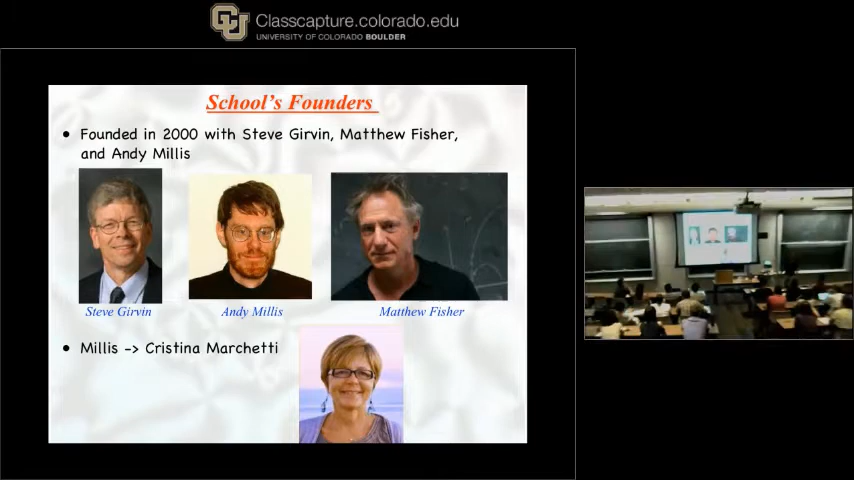 CU
Classcapture.colorado.edu
UNIVERSITY OF COLORADO BOULDER
School's Founders
• Founded in 2000 with Steve Girvin, Matthew Fisher,
and Andy Millis
Steve Girvin
Andy Millis
Matthew Fisher
• Millis -> Cristina Marchetti